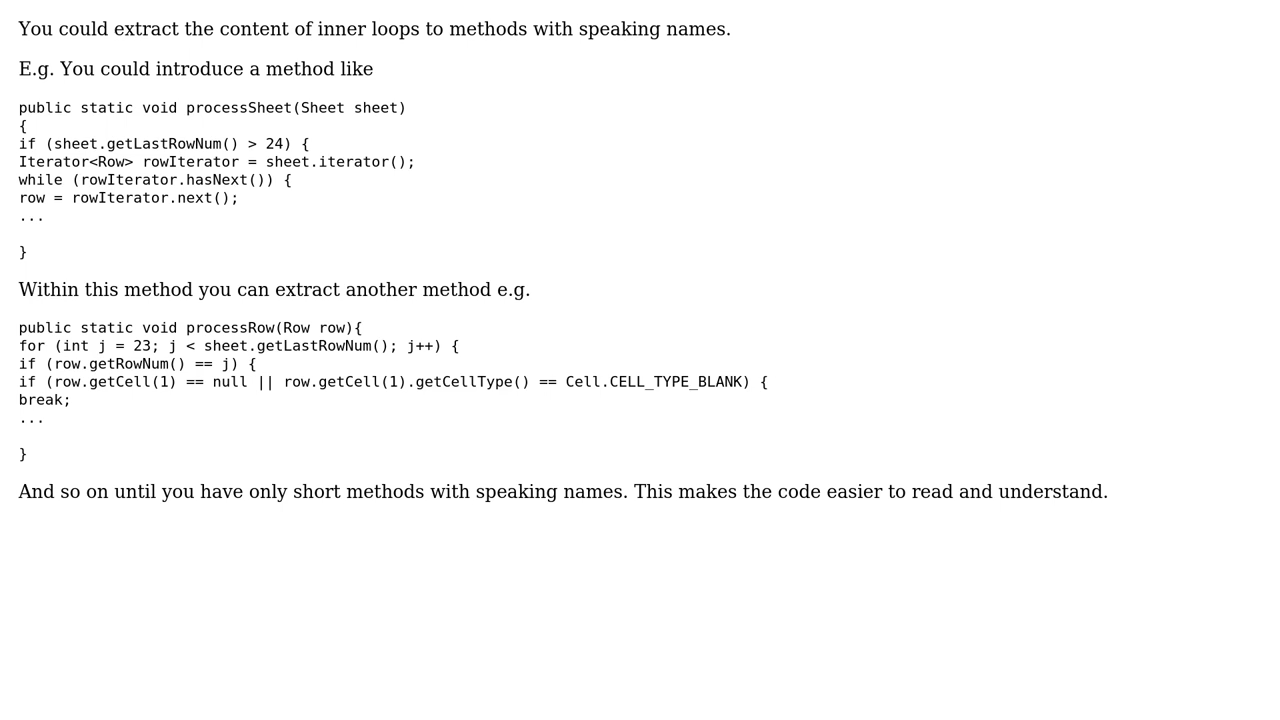 You could extract the content of inner loops to methods with speaking names.
E.g. You could introduce a method like
public static void processSheet(Sheet sheet)
{
if (sheet.getLastRowNum() > 24) {
Iterator<Row> rowIterator = sheet.iterator();
while (rowIterator.hasNext()) {
row = rowIterator.next();
...
}
Within this method you can extract another method e.g.
public static void processRow(Row row){
for (int j = 23; j < sheet.getLastRowNum(); j++) {
if (row.getRowNum() == j) {
if (row.getCell(1) == null || row.getCell(1).getCellType() == Cell.CELL_TYPE_BLANK) {
break;
...
}
And so on until you have only short methods with speaking names. This makes the code easier to read and understand.